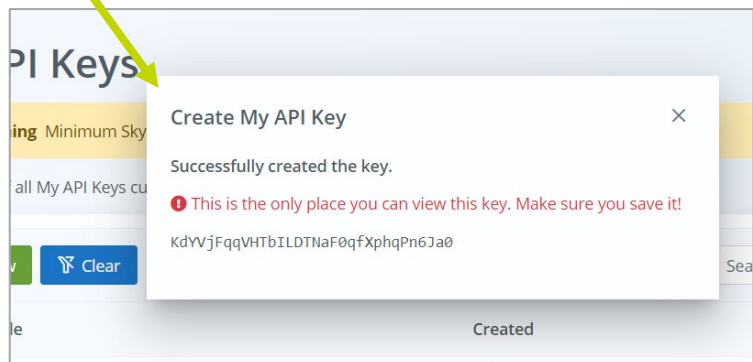 PI Keys
Create My API Key
ing Minimum Sky
Successfully created the key.
all My API Keys cu
This is the only place you can view this key. Make sure you save it!
KdYVjFqqVHTbILDTNaF0qfXphqPn6Ja0
Clear
Sea
le
Created